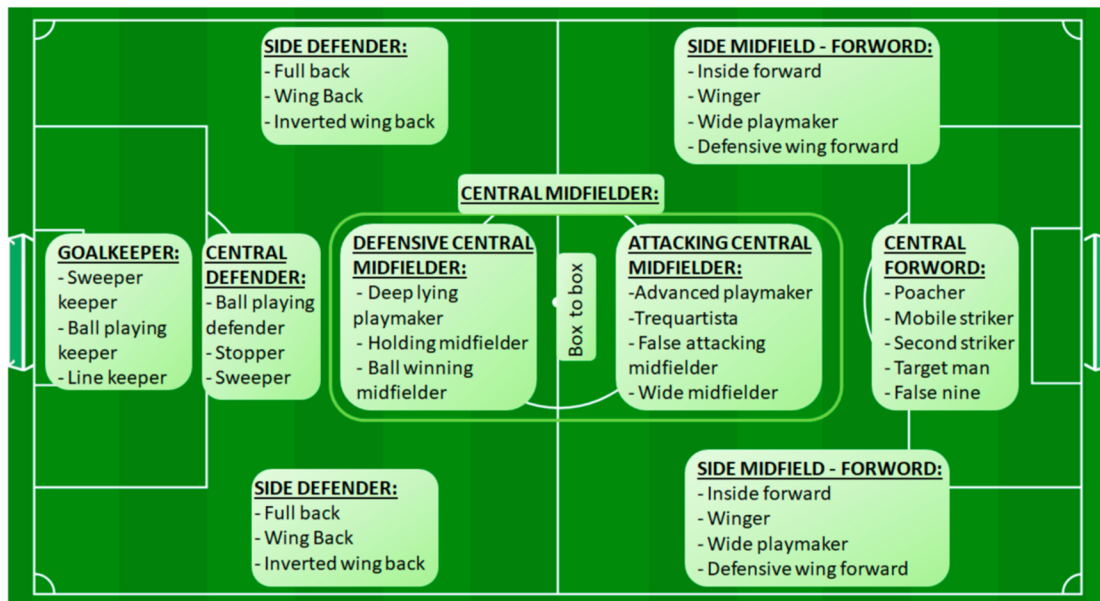 SIDE DEFENDER:
- Full back
- Wing Back
- Inverted wing back
SIDE MIDFIELD - FORWORD:
- Inside forward
- Winger
- Wide playmaker
- Defensive wing forward
CENTRAL MIDFIELDER:
GOALKEEPER:
- Sweeper
keeper
- Ball playing
keeper
- Line keeper
CENTRAL
DEFENDER:
- Ball playing
defender
- Stopper
- Sweeper
DEFENSIVE CENTRAL
MIDFIELDER:
- Deep lying
playmaker
- Holding midfielder
- Ball winning
midfielder
Box to box
ATTACKING CENTRAL
MIDFIELDER:
-Advanced playmaker
-Trequartista
- False attacking
midfielder
- Wide midfielder
CENTRAL
FORWORD:
- Poacher
- Mobile striker
- Second striker
- Target man
- False nine
SIDE DEFENDER:
- Full back
- Wing Back
- Inverted wing back
SIDE MIDFIELD - FORWORD:
- Inside forward
- Winger
- Wide playmaker
- Defensive wing forward